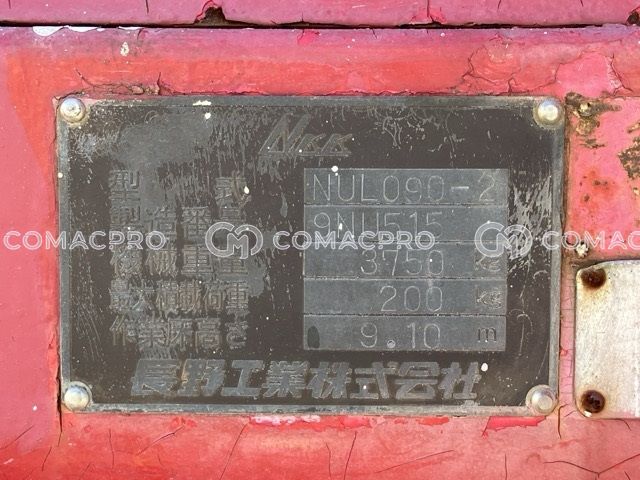 NKK
型式 NUL090-2
製造番号 9NU515
機械重量 3750 Kg
最大積載荷重 200 Kg
作業床高さ 9.10 m
長野工業株式会社
COMACPRO COMACPRO COMACPRO